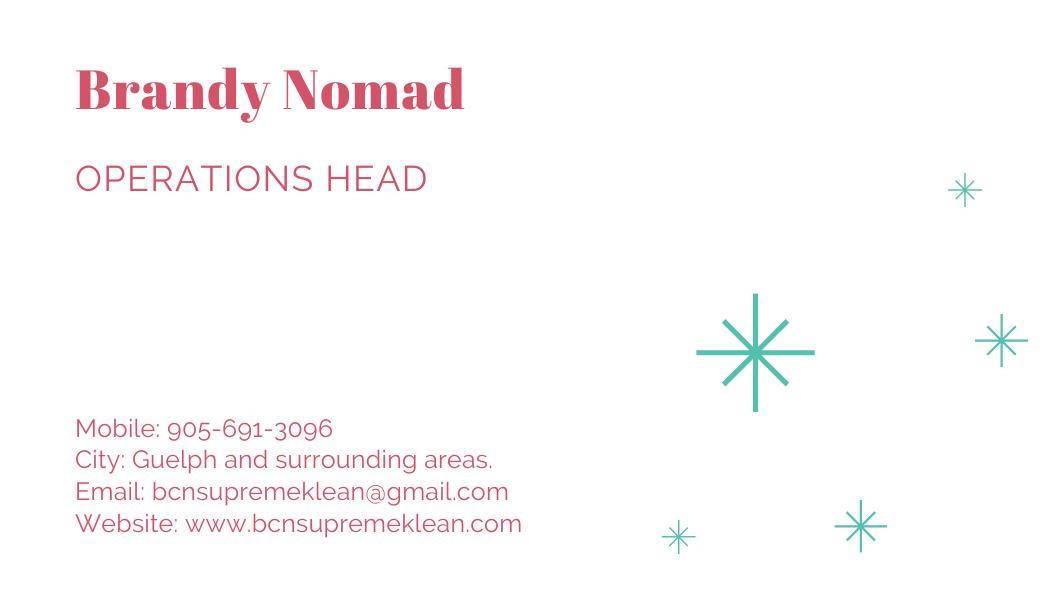 Brandy Nomad
OPERATIONS HEAD
Mobile: 905-691-3096
City: Guelph and surrounding areas.
Email: bcnsupremeklean@gmail.com
Website: www.bcnsupremeklean.com